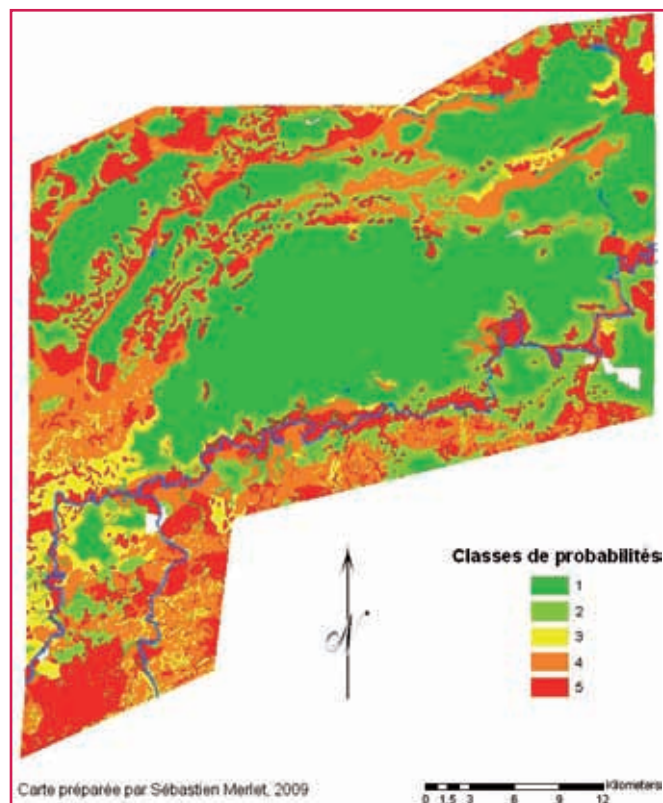 Classes de probabilités
1
2
3
4
5
N
Carte préparée par Sébastien Merlet, 2009
Kilometers
0 1.5 3 6 9 12